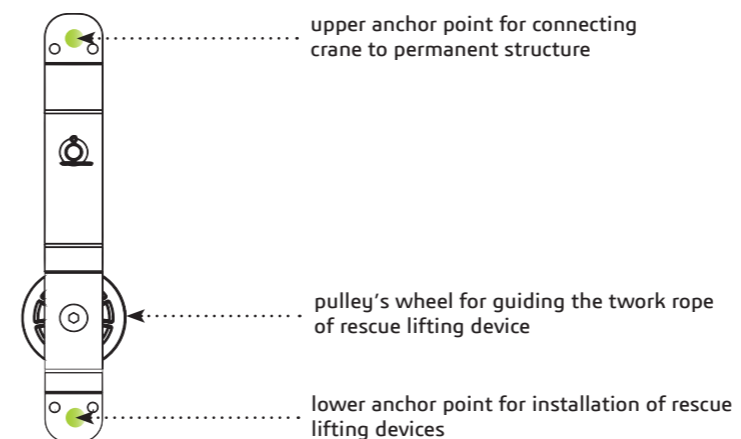 upper anchor point for connecting
crane to permanent structure
pulley's wheel for guiding the twork rope
of rescue lifting device
lower anchor point for installation of rescue
lifting devices